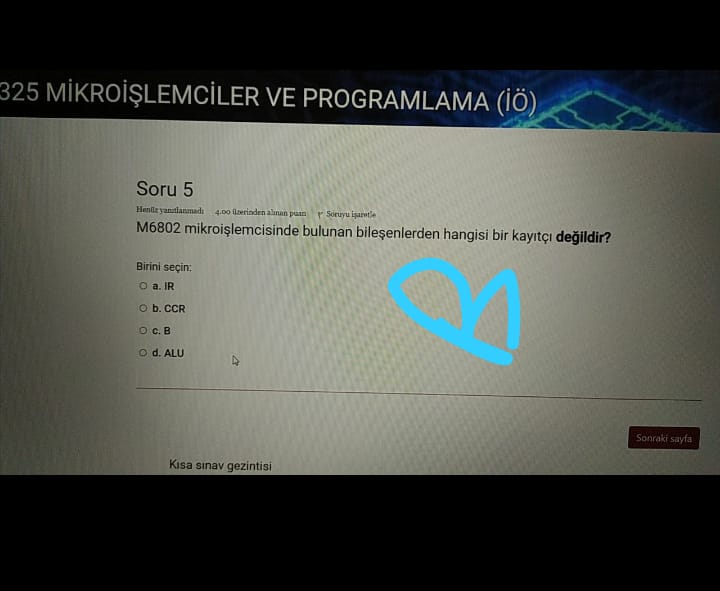 325 MİKROİŞLEMCİLER VE PROGRAMLAMA (İÖ)
Soru 5
Henüz yanıtlanmadı 4.00 üzerinden alınan puan Soruyu işaretle
M6802 mikroişlemcisinde bulunan bileşenlerden hangisi bir kayıtçı değildir?
Birini seçin:
a. IR
b. CCR
c. B
d. ALU
Sonraki sayfa
Kısa sınav gezintisi